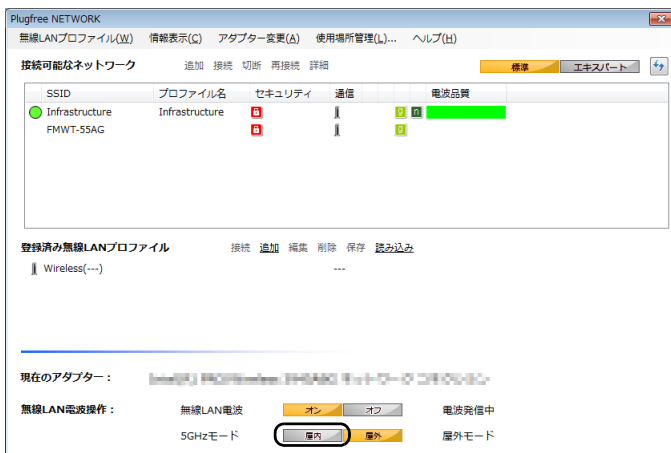 Plugfree NETWORK
無線LANプロファイル(W) 情報表示(C) アダプター変更(A) 使用場所管理(L)... ヘルプ(H)
接続可能なネットワーク 追加 接続 切断 再接続 詳細 標準 エキスパート
SSID プロファイル名 セキュリティ 通信 電波品質
Infrastructure Infrastructure g n
FMWT-55AG g
登録済み無線LANプロファイル 接続 追加 編集 削除 保存 読み込み
Wireless(---) ---
現在のアダプター：
無線LAN電波操作： 無線LAN電波 オン オフ 電波発信中
5GHzモード 屋内 屋外 屋外モード